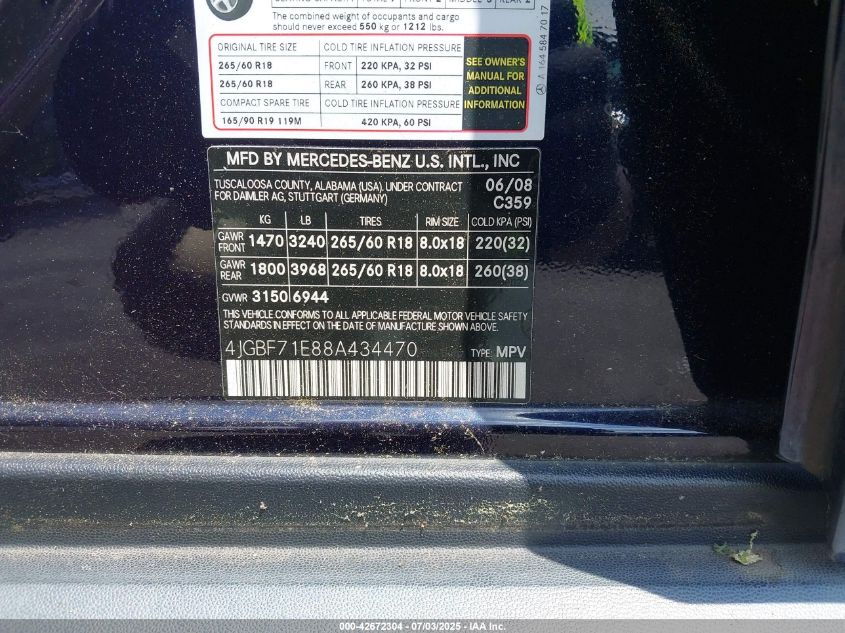 The combined weight of occupants and cargo
should never exceed 550 kg or 1212 lbs.
ORIGINAL TIRE SIZE COLD TIRE INFLATION PRESSURE
265/60 R18 FRONT 220 KPA, 32 PSI
265/60 R18 REAR 260 KPA, 38 PSI
COMPACT SPARE TIRE COLD TIRE INFLATION PRESSURE
165/90 R19 119M 420 KPA, 60 PSI
SEE OWNER'S
MANUAL FOR
ADDITIONAL
INFORMATION
A 164 584 70 17
MFD BY MERCEDES-BENZ U.S. INTL., INC
TUSCALOOSA COUNTY, ALABAMA (USA), UNDER CONTRACT 06/08
FOR DAIMLER AG, STUTTGART (GERMANY) C359
KG LB TIRES RIM SIZE COLD KPA (PSI)
GAWR FRONT 1470 3240 265/60 R18 8.0x18 220(32)
GAWR REAR 1800 3968 265/60 R18 8.0x18 260(38)
GVWR 3150 6944
THIS VEHICLE CONFORMS TO ALL APPLICABLE FEDERAL MOTOR VEHICLE SAFETY
STANDARDS IN EFFECT ON THE DATE OF MANUFACTURE SHOWN ABOVE.
4JGBF71E88A434470 TYPE: MPV
000-42672304 | 07/03/2025 | IAA Inc.